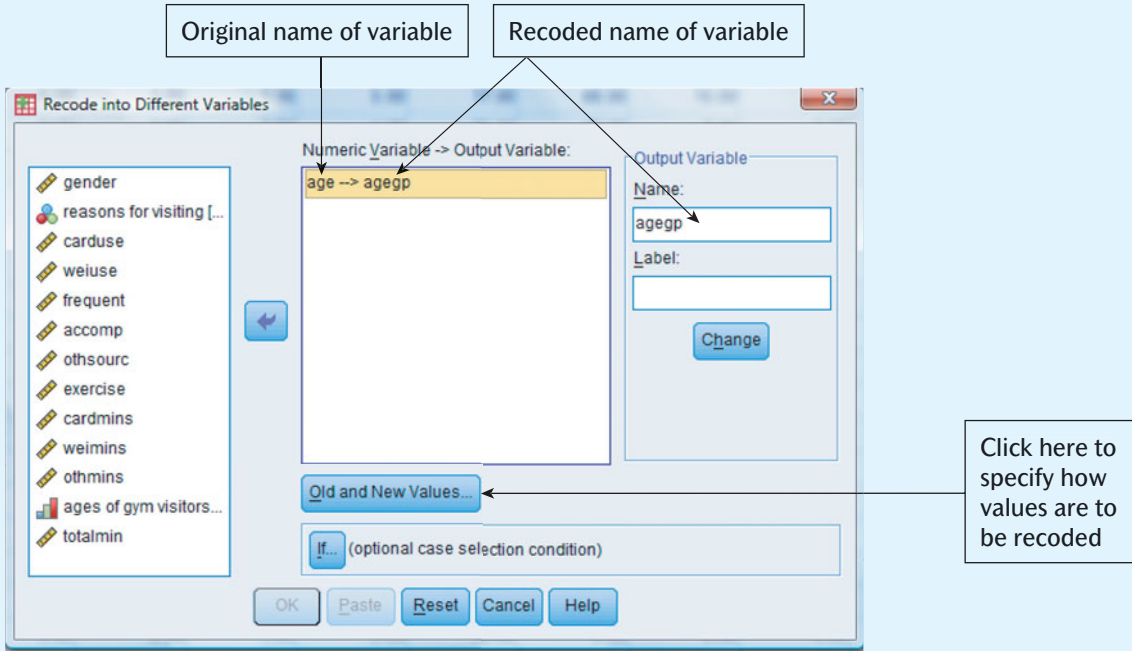 Original name of variable
Recoded name of variable
Recode into Different Variables
Numeric Variable -> Output Variable:
age --> agegp
gender
reasons for visiting [...
carduse
weiuse
frequent
accomp
othsourc
exercise
cardmins
weimins
othmins
ages of gym visitors...
totalmin
Output Variable
Name:
agegp
Label:
Change
Old and New Values...
If... (optional case selection condition)
OK Paste Reset Cancel Help
Click here to
specify how
values are to
be recoded